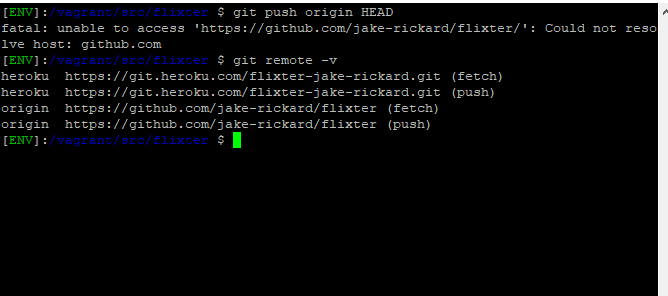 [ENV]:/vagrant/src/flixter $ git push origin HEAD
fatal: unable to access 'https://github.com/jake-rickard/flixter/': Could not reso
lve host: github.com
[ENV]:/vagrant/src/flixter $ git remote -v
heroku  https://git.heroku.com/flixter-jake-rickard.git (fetch)
heroku  https://git.heroku.com/flixter-jake-rickard.git (push)
origin  https://github.com/jake-rickard/flixter (fetch)
origin  https://github.com/jake-rickard/flixter (push)
[ENV]:/vagrant/src/flixter $